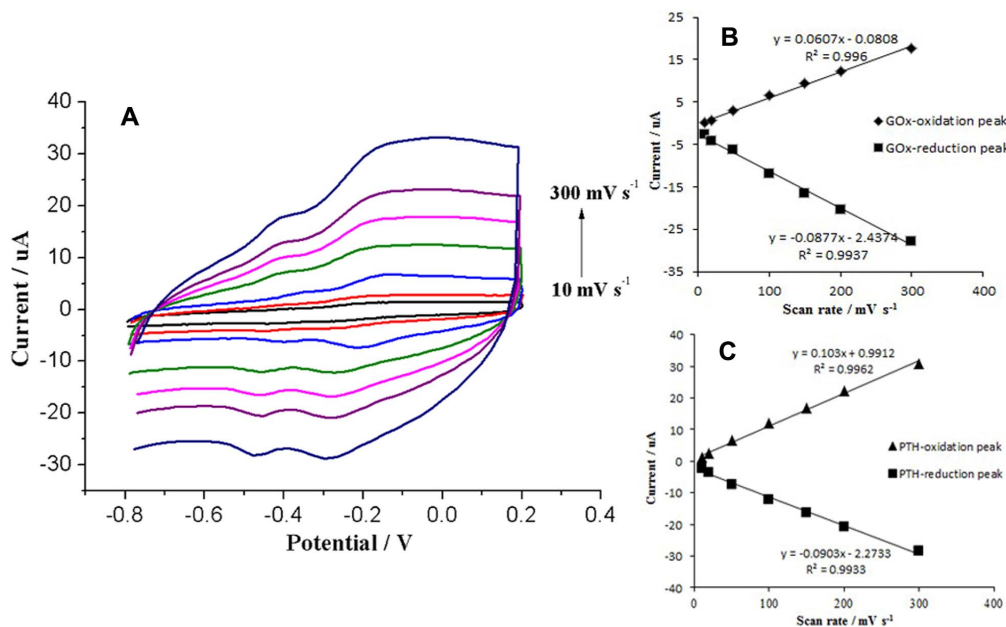 A
40
30
20
10
0
-10
-20
-30
-0.8
-0.6
-0.4
-0.2
0.0
0.2
0.4
Current / uA
Potential / V
300 mV s⁻¹
10 mV s⁻¹
B
25
15
5
-5
-15
-25
-35
y = 0.0607x - 0.0808
R² = 0.996
GOx-oxidation peak
GOx-reduction peak
y = -0.0877x - 2.4374
R² = 0.9937
100
200
300
400
Current / uA
Scan rate / mV s⁻¹
C
40
30
20
10
0
-10
-20
-30
-40
y = 0.103x + 0.9912
R² = 0.9962
PTH-oxidation peak
PTH-reduction peak
y = -0.0903x - 2.2733
R² = 0.9933
0
100
200
300
400
Current / uA
Scan rate / mV s⁻¹